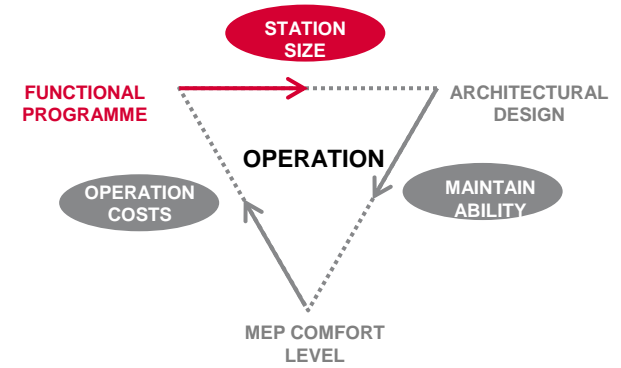 STATION
SIZE
FUNCTIONAL
PROGRAMME
ARCHITECTURAL
DESIGN
OPERATION
OPERATION
COSTS
MAINTAIN
ABILITY
MEP COMFORT
LEVEL